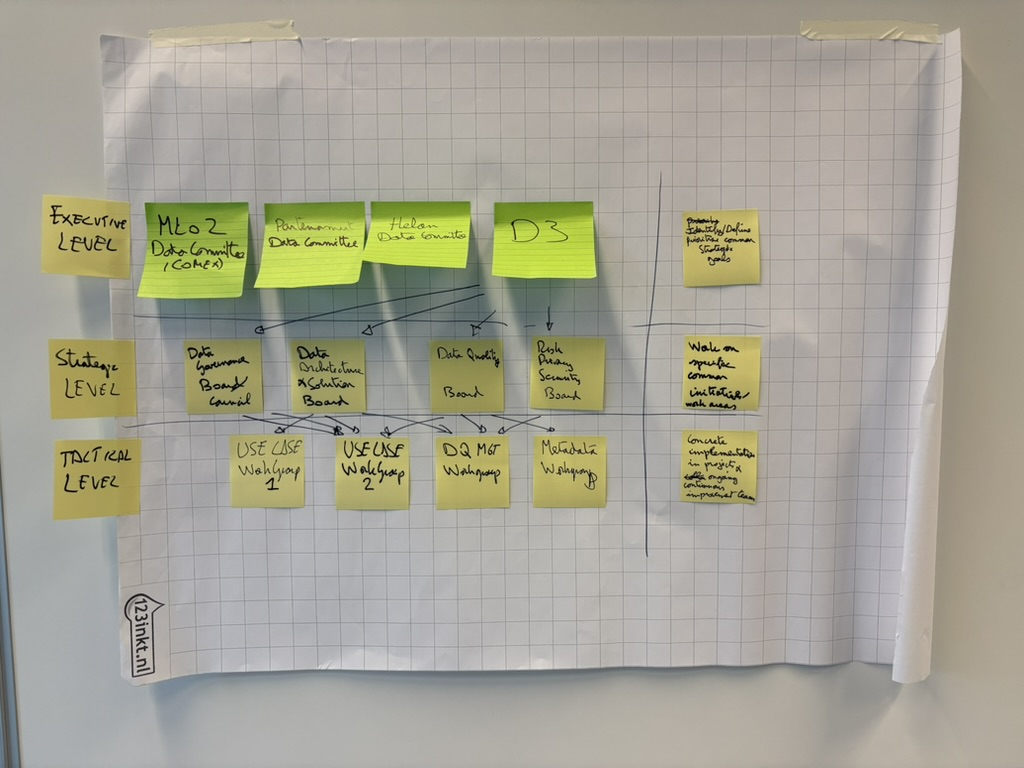 EXECUTIVE
LEVEL
Data Committee
(COMEX)
Data Committee
Helan
Data Committee
D3
Identify/Define
prioritise common
Strategic
goals
Strategic
LEVEL
Data
Governance
Board/
Council
Data
Architecture
& Solution
Board
Data Quality
Board
Risk
Privacy
Security
Board
Work on
specific
common
initiatives/
work areas
TACTICAL
LEVEL
USE CASE
WorkGroup
1
USE CASE
WorkGroup
2
DQ MGT
Workgroup
Metadata
Workgroup
Concrete
implementation
in projects
ongoing
continuous
improvement team
123inkt.nl